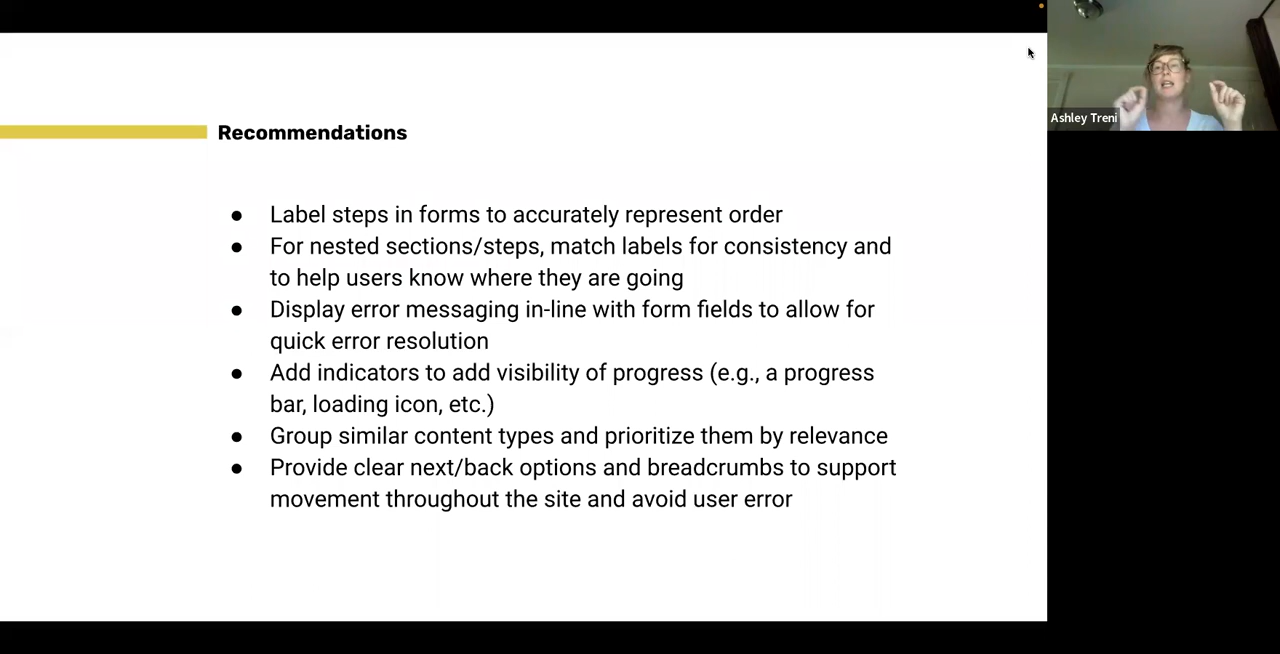 Recommendations
● Label steps in forms to accurately represent order
● For nested sections/steps, match labels for consistency and
to help users know where they are going
● Display error messaging in-line with form fields to allow for
quick error resolution
● Add indicators to add visibility of progress (e.g., a progress
bar, loading icon, etc.)
● Group similar content types and prioritize them by relevance
● Provide clear next/back options and breadcrumbs to support
movement throughout the site and avoid user error
Ashley Treni